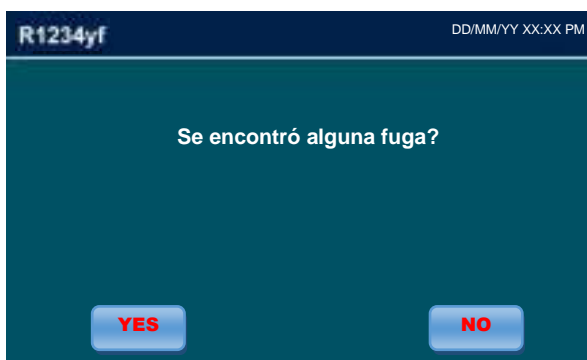 R1234yf
DD/MM/YY XX:XX PM
Se encontró alguna fuga?
YES
NO